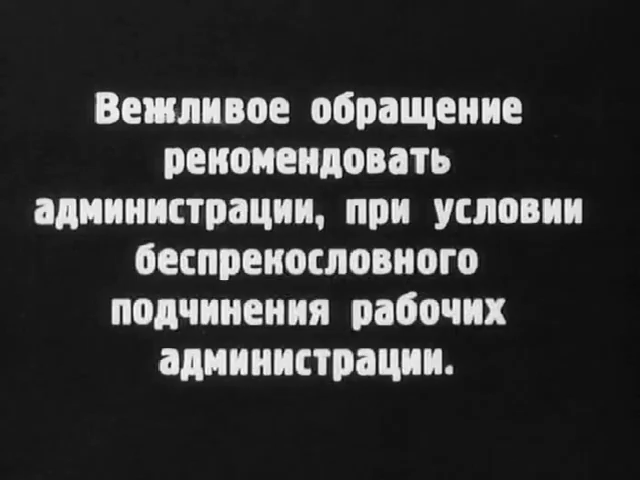 Вежливое обращение
рекомендовать
администрации, при условии
беспрекословного
подчинения рабочих
администрации.